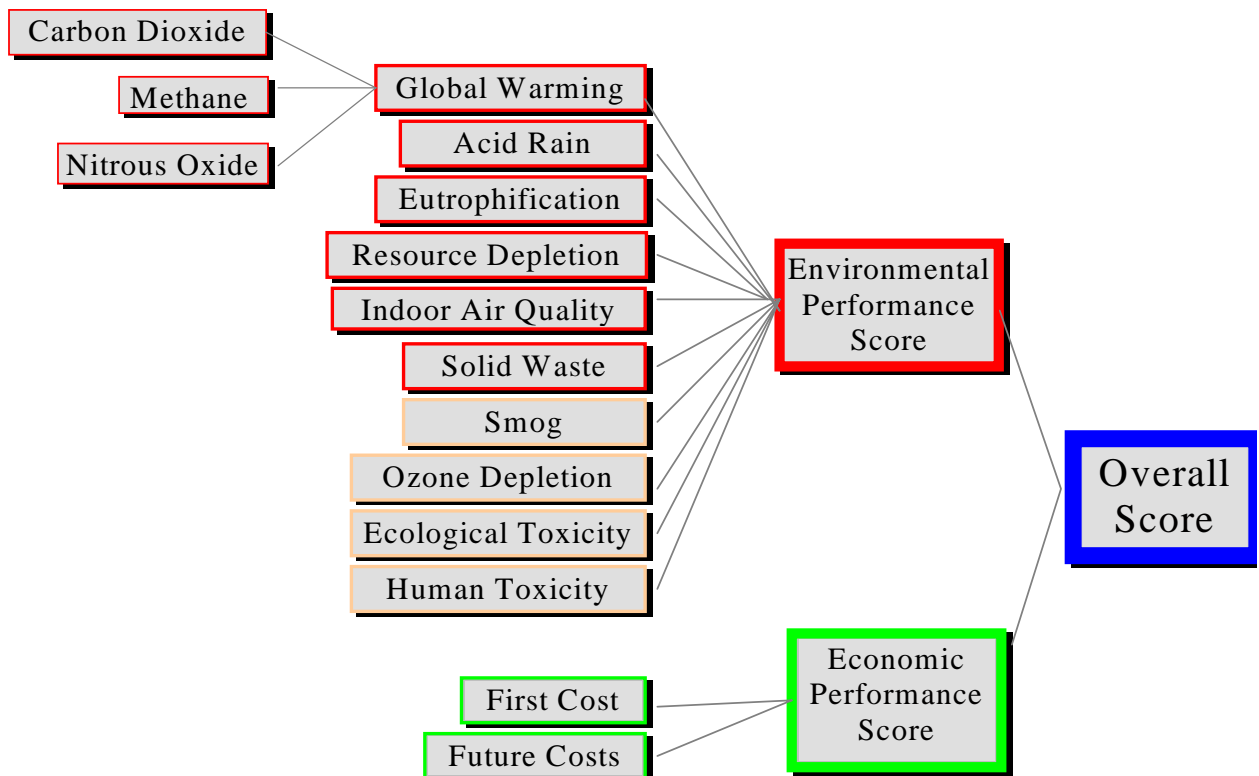 Carbon Dioxide
Methane
Nitrous Oxide
Global Warming
Acid Rain
Eutrophification
Resource Depletion
Indoor Air Quality
Solid Waste
Smog
Ozone Depletion
Ecological Toxicity
Human Toxicity
Environmental
Performance
Score
First Cost
Future Costs
Economic
Performance
Score
Overall
Score